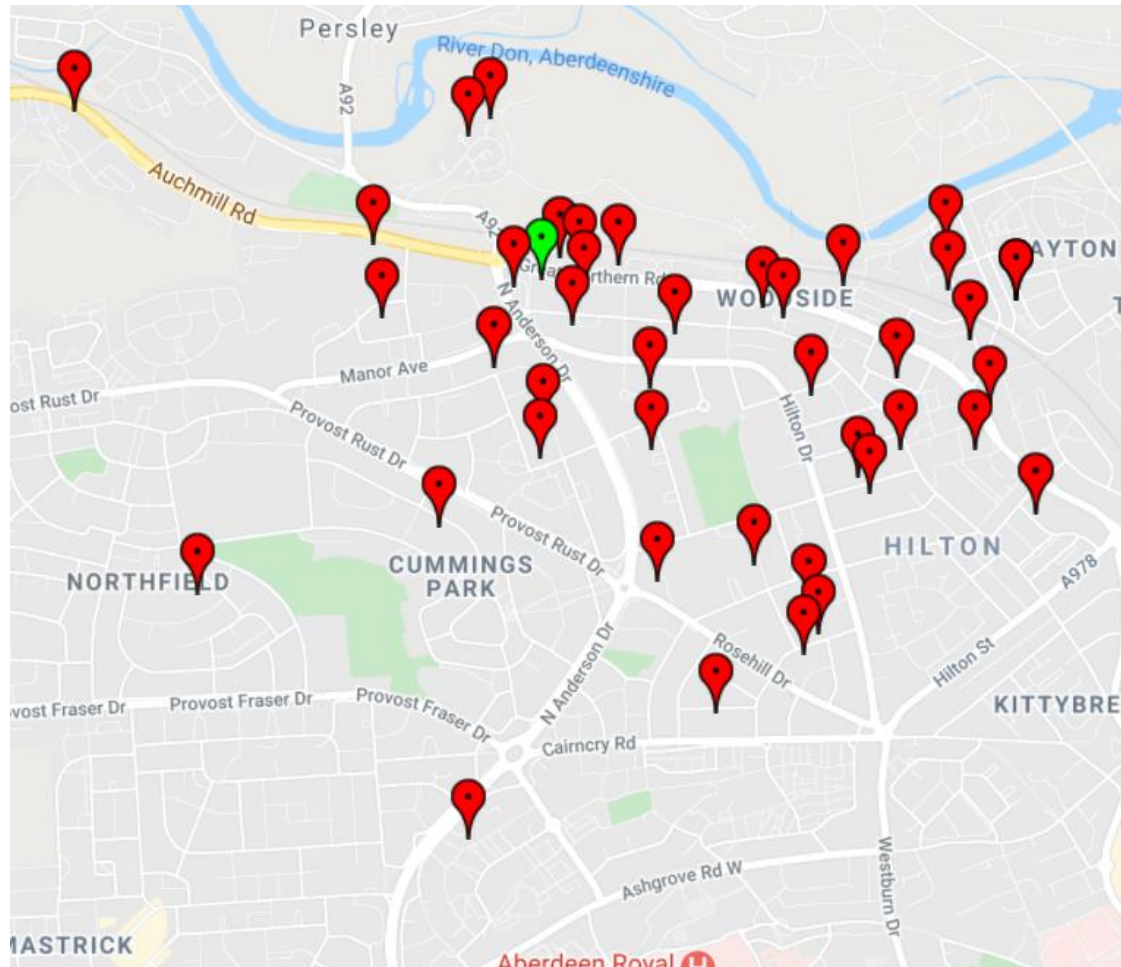 Persley
River Don, Aberdeenshire
A92
Auchmill Rd
A92
AYTON
Great Northern Rd
WOODSIDE
N Anderson Dr
Manor Ave
ost Rust Dr
Provost Rust Dr
Hilton Dr
Provost Rust Dr
HILTON
CUMMINGS
PARK
NORTHFIELD
A978
N Anderson Dr
Rosehill Dr
Hilton St
ovost Fraser Dr
Provost Fraser Dr
Provost Fraser Dr
KITTYBRE
Cairncry Rd
Ashgrove Rd W
Westburn Dr
MASTRICK
Aberdeen Royal
H